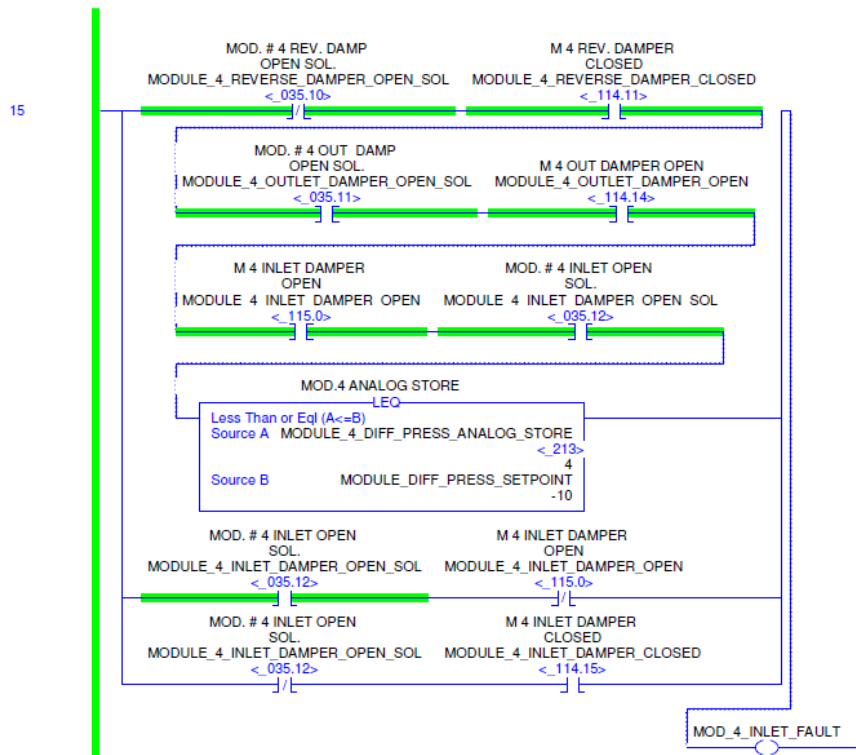 MOD. # 4 REV. DAMP
OPEN SOL.
MODULE_4_REVERSE_DAMPER_OPEN_SOL
<_035.10>
M 4 REV. DAMPER
CLOSED
MODULE_4_REVERSE_DAMPER_CLOSED
<_114.11>
15
MOD. # 4 OUT DAMP
OPEN SOL.
MODULE_4_OUTLET_DAMPER_OPEN_SOL
<_035.11>
M 4 OUT DAMPER OPEN
MODULE_4_OUTLET_DAMPER_OPEN
<_114.14>
M 4 INLET DAMPER
OPEN
MODULE_4_INLET_DAMPER_OPEN
<_115.0>
MOD. # 4 INLET OPEN
SOL.
MODULE_4_INLET_DAMPER_OPEN_SOL
<_035.12>
MOD.4 ANALOG STORE
LEQ
Less Than or Eql (A<=B)
Source A MODULE_4_DIFF_PRESS_ANALOG_STORE
<_213>
4
Source B MODULE_DIFF_PRESS_SETPOINT
-10
MOD. # 4 INLET OPEN
SOL.
MODULE_4_INLET_DAMPER_OPEN_SOL
<_035.12>
M 4 INLET DAMPER
OPEN
MODULE_4_INLET_DAMPER_OPEN
<_115.0>
MOD. # 4 INLET OPEN
SOL.
MODULE_4_INLET_DAMPER_OPEN_SOL
<_035.12>
M 4 INLET DAMPER
CLOSED
MODULE_4_INLET_DAMPER_CLOSED
<_114.15>
MOD_4_INLET_FAULT